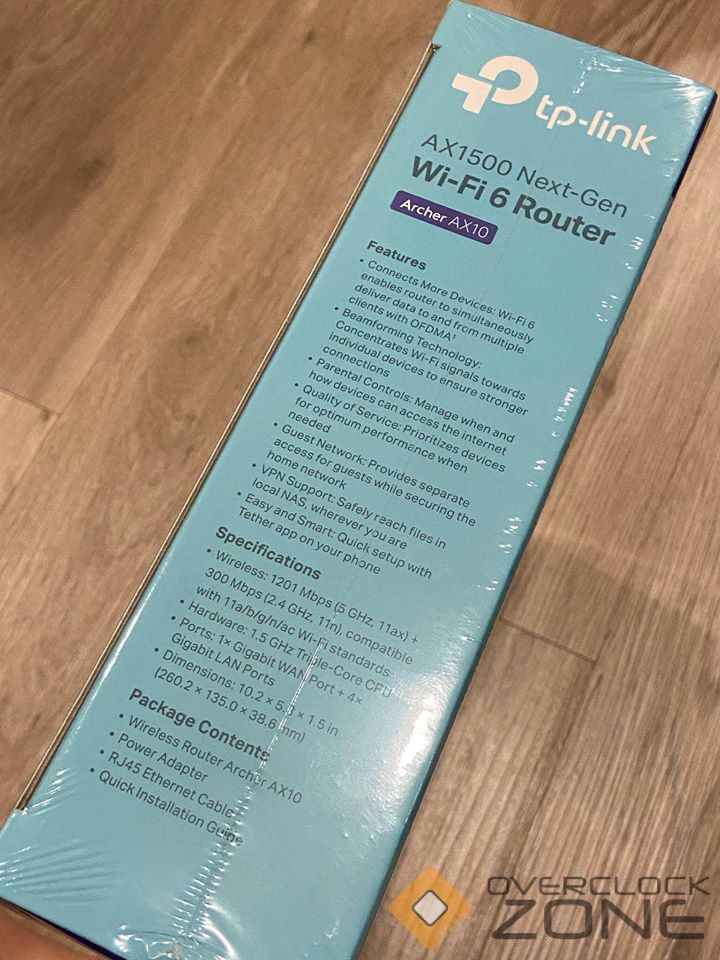 tp-link
AX1500 Next-Gen
Wi-Fi 6 Router
Archer AX10
Features
• Connects More Devices: Wi-Fi 6
enables router to simultaneously
deliver data to and from multiple
clients with OFDMA†
• Beamforming Technology:
Concentrates Wi-Fi signals towards
individual devices to ensure stronger
connections
• Parental Controls: Manage when and
how devices can access the internet
• Quality of Service: Prioritizes devices
for optimum performance when
needed
• Guest Network: Provides separate
access for guests while securing the
home network
• VPN Support: Safely reach files in
local NAS, wherever you are
• Easy and Smart: Quick setup with
Tether app on your phone
Specifications
• Wireless: 1201 Mbps (5 GHz, 11ax) +
300 Mbps (2.4 GHz, 11n), compatible
with 11a/b/g/n/ac Wi-Fi standards
• Hardware: 1.5 GHz Triple-Core CPU
• Ports: 1× Gigabit WAN Port + 4×
Gigabit LAN Ports
• Dimensions: 10.2 × × 1.5 in
(260.2 × 135.0 × 38.6 mm)
Package Contents
• Wireless Router Archer AX10
• Power Adapter
• RJ45 Ethernet Cable
• Quick Installation Guide
OVERCLOCK
ZONE